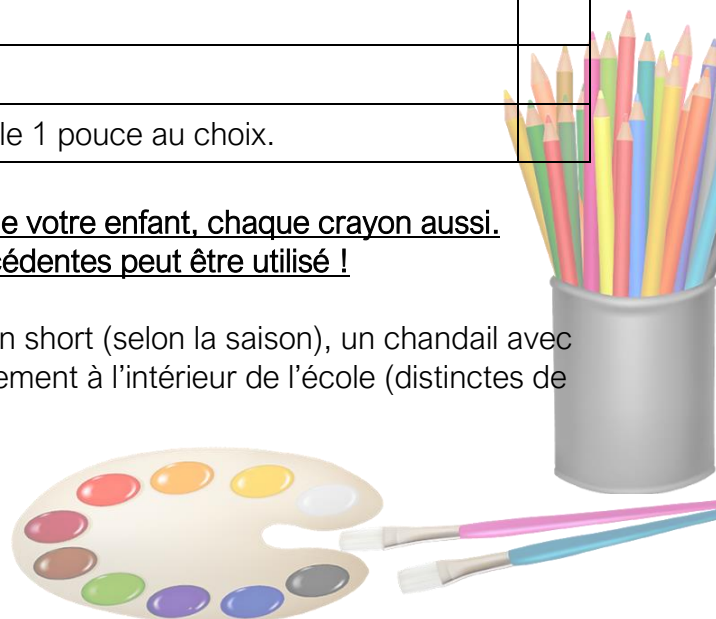 le 1 pouce au choix.
e votre enfant, chaque crayon aussi.
cédentes peut être utilisé !
n short (selon la saison), un chandail avec
ement à l'intérieur de l'école (distinctes de